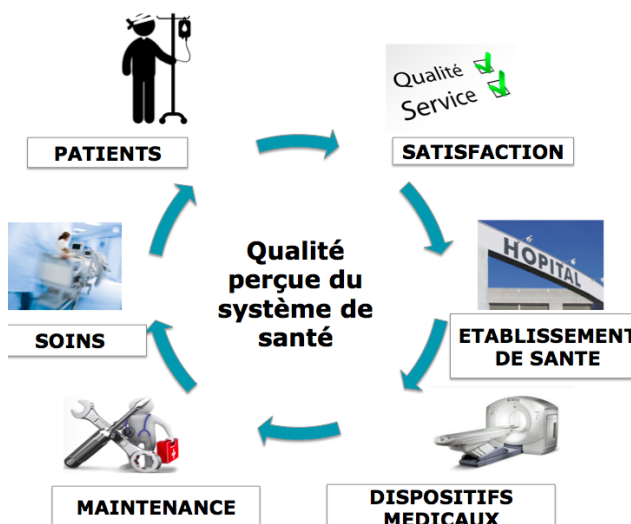 Qualité
Service
PATIENTS
SATISFACTION
Qualité
perçue du
système de
santé
HOPITAL
SOINS
ETABLISSEMENT
DE SANTE
MAINTENANCE
DISPOSITIFS
MEDICAUX